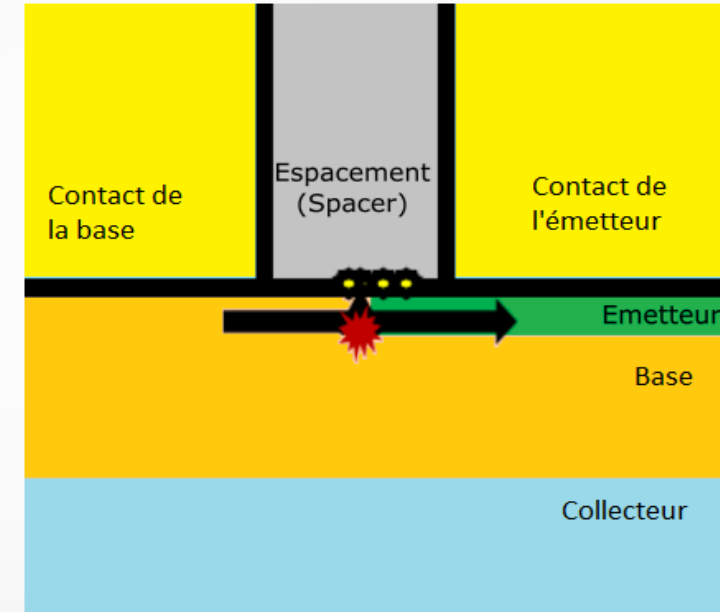 Contact de
la base
Espacement
(Spacer)
Contact de
l'émetteur
Emetteur
Base
Collecteur